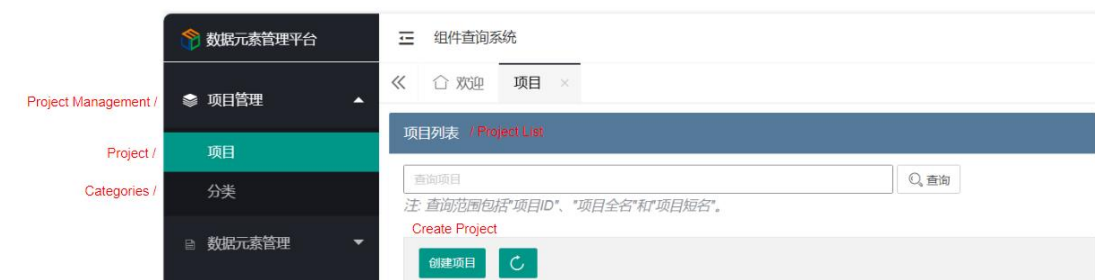 数据元素管理平台
组件查询系统
欢迎 项目
Project Management / 项目管理
项目列表 / Project List
Project / 项目
查询项目 查询
Categories / 分类
注: 查询范围包括"项目ID"、"项目全名"和"项目短名"。
Create Project
数据元素管理
创建项目